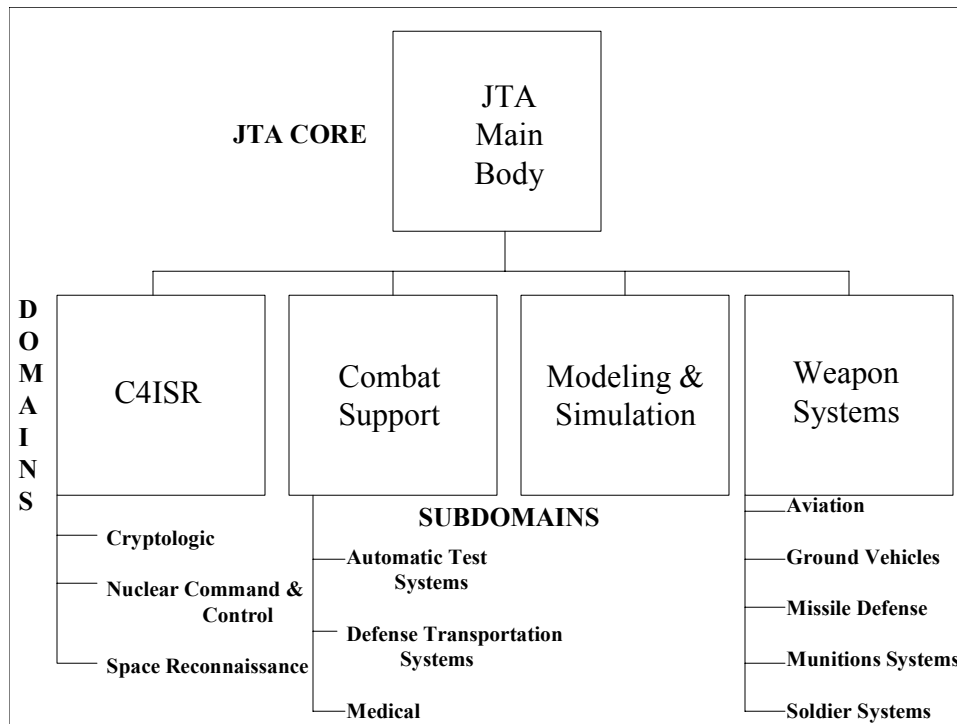 JTA
Main
Body
JTA CORE
DOMAINS
C4ISR
Combat
Support
Modeling &
Simulation
Weapon
Systems
SUBDOMAINS
Cryptologic
Nuclear Command &
Control
Space Reconnaissance
Automatic Test
Systems
Defense Transportation
Systems
Medical
Aviation
Ground Vehicles
Missile Defense
Munitions Systems
Soldier Systems